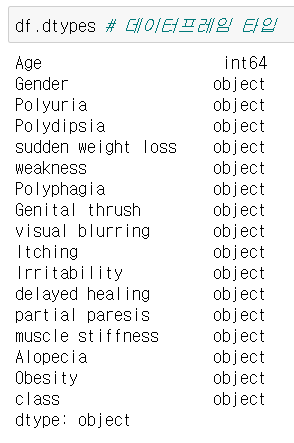 df.dtypes # 데이터프레임 타입
Age int64
Gender object
Polyuria object
Polydipsia object
sudden weight loss object
weakness object
Polyphagia object
Genital thrush object
visual blurring object
Itching object
Irritability object
delayed healing object
partial paresis object
muscle stiffness object
Alopecia object
Obesity object
class object
dtype: object